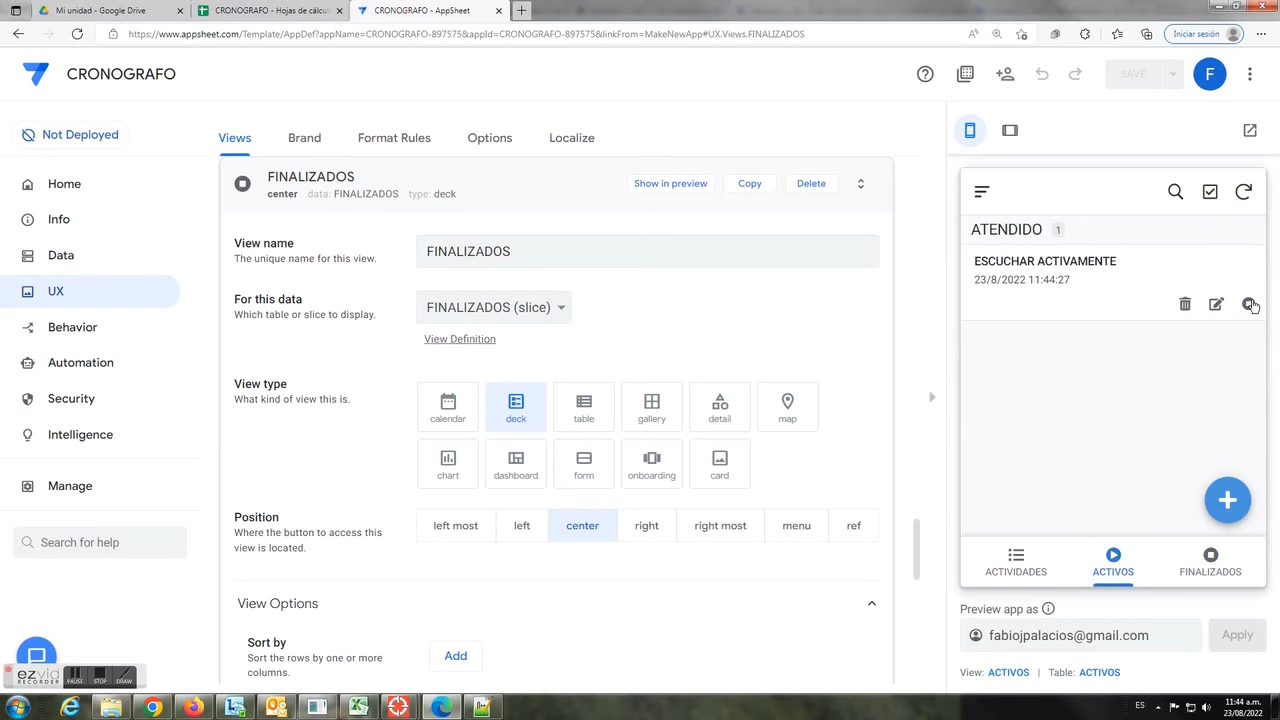 Mi unidad - Google Drive
CRONOGRAFO - Hojas de cálcu
CRONOGRAFO - AppSheet
https://www.appsheet.com/Template/AppDef?appName=CRONOGRAFO-897575&appId=CRONOGRAFO-897575&linkFrom=MakeNewApp#UX.Views.FINALIZADOS
Iniciar sesión
CRONOGRAFO
SAVE
F
Not Deployed
Home
Info
Data
UX
Behavior
Automation
Security
Intelligence
Manage
Search for help
Views
Brand
Format Rules
Options
Localize
FINALIZADOS
center data: FINALIZADOS type: deck
Show in preview
Copy
Delete
View name
The unique name for this view.
FINALIZADOS
For this data
Which table or slice to display.
FINALIZADOS (slice)
View Definition
View type
What kind of view this is.
calendar
deck
table
gallery
detail
map
chart
dashboard
form
onboarding
card
Position
Where the button to access this
view is located.
left most
left
center
right
right most
menu
ref
View Options
Sort by
Sort the rows by one or more
columns.
Add
ATENDIDO 1
ESCUCHAR ACTIVAMENTE
23/8/2022 11:44:27
ACTIVIDADES
ACTIVOS
FINALIZADOS
Preview app as
fabiojpalacios@gmail.com
Apply
View: ACTIVOS | Table: ACTIVOS
ezvid
RECORDER
PAUSE
STOP
DRAW
ES
11:44 a.m.
23/08/2022